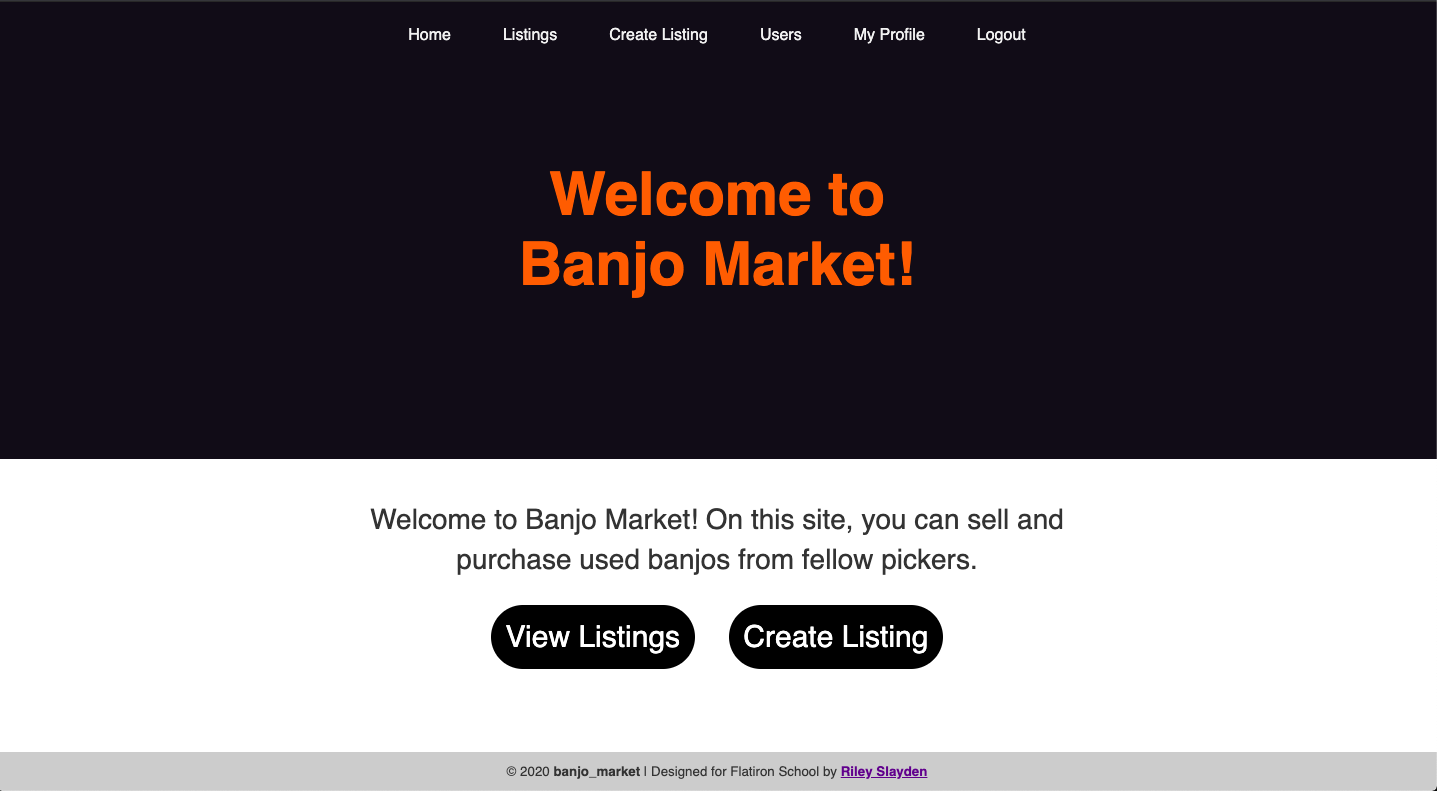 Home Listings Create Listing Users My Profile Logout
Welcome to
Banjo Market!
Welcome to Banjo Market! On this site, you can sell and
purchase used banjos from fellow pickers.
View Listings Create Listing
© 2020 banjo_market | Designed for Flatiron School by Riley Slayden